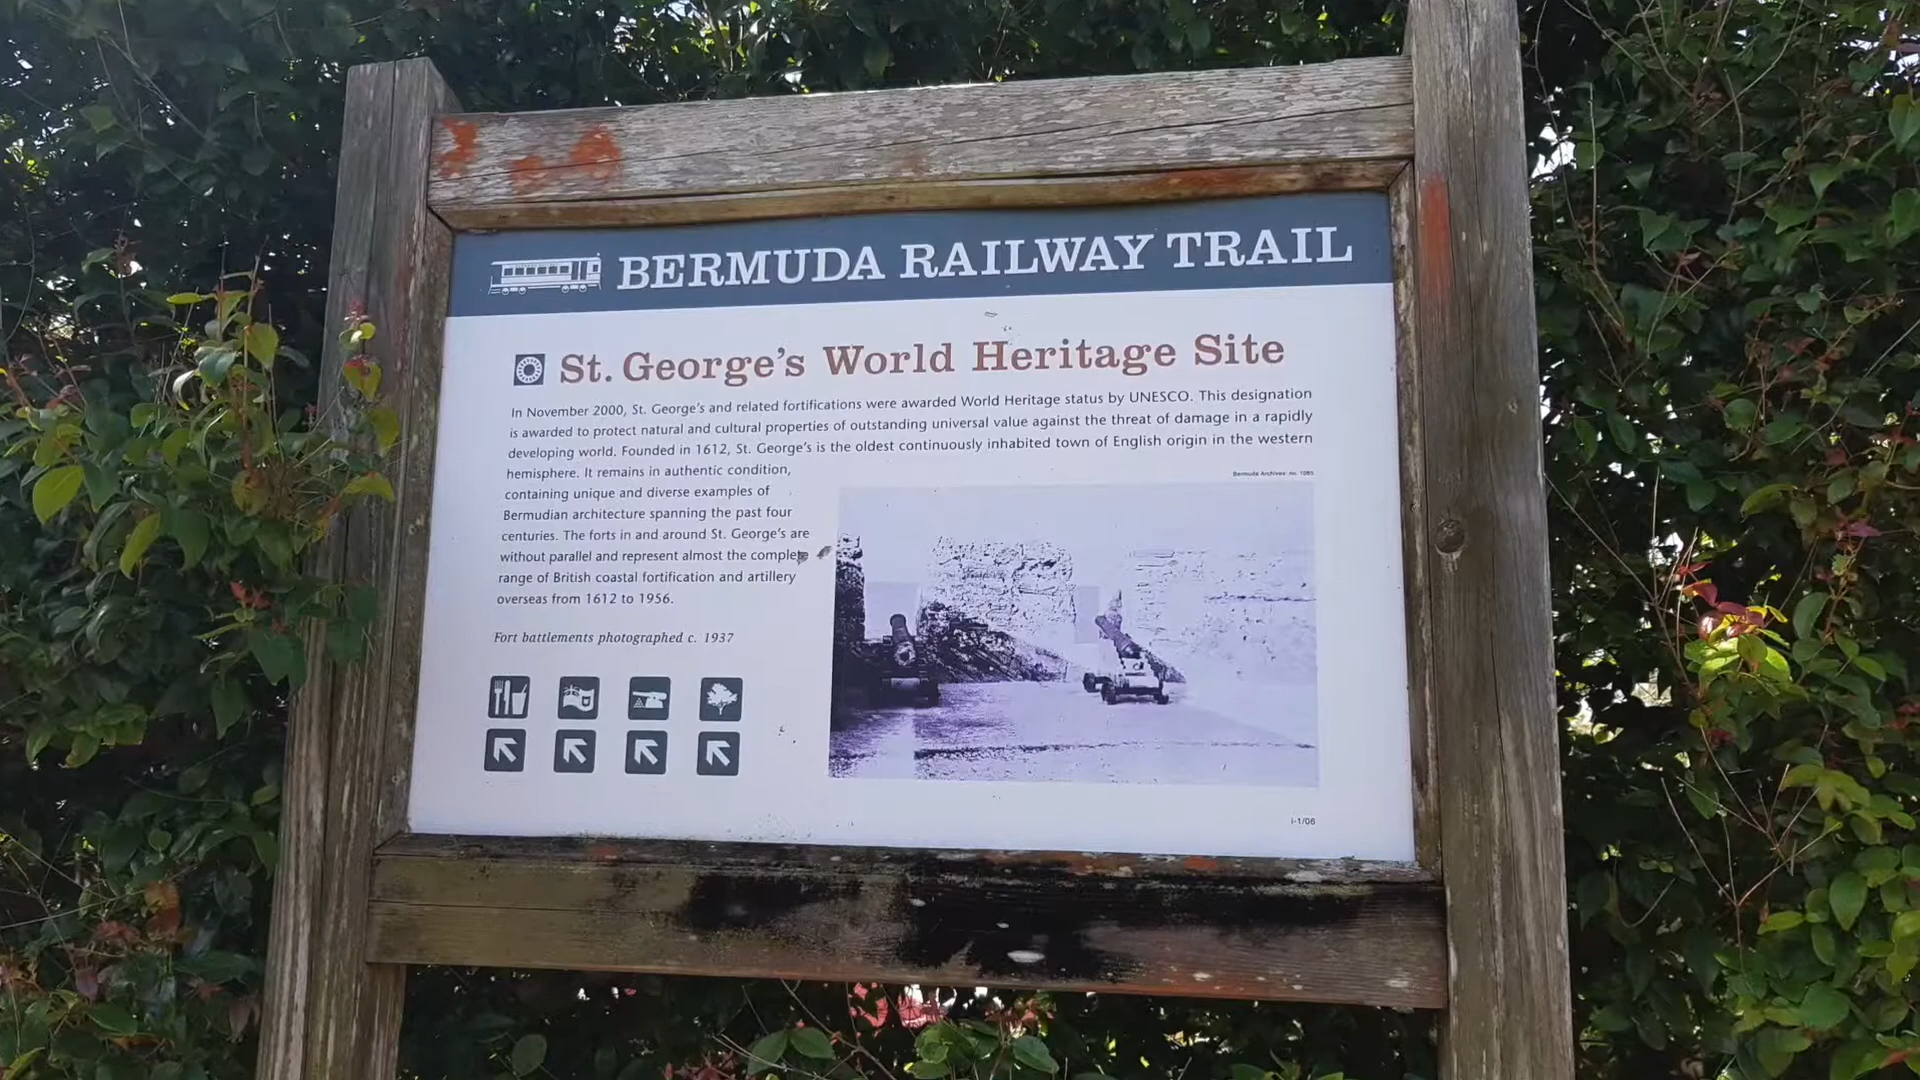 BERMUDA RAILWAY TRAIL
St. George's World Heritage Site
In November 2000, St. George's and related fortifications were awarded World Heritage status by UNESCO. This designation
is awarded to protect natural and cultural properties of outstanding universal value against the threat of damage in a rapidly
developing world. Founded in 1612, St. George's is the oldest continuously inhabited town of English origin in the western
hemisphere. It remains in authentic condition,
containing unique and diverse examples of
Bermudian architecture spanning the past four
centuries. The forts in and around St. George's are
without parallel and represent almost the complete
range of British coastal fortification and artillery
overseas from 1612 to 1956.
Bermuda Archives: no. 1085
Fort battlements photographed c. 1937
i-1/06